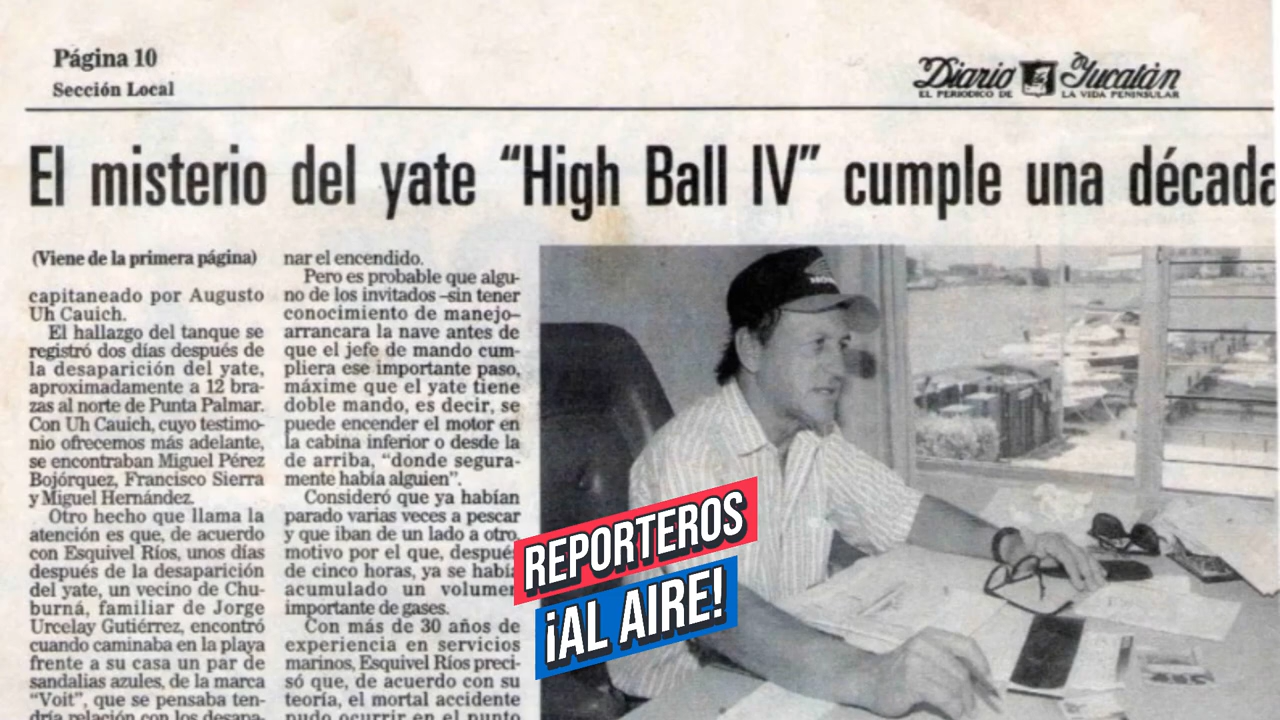 Página 10
Sección Local
Diario de Yucatán
EL PERIODICO DE LA VIDA PENINSULAR
El misterio del yate “High Ball IV” cumple una década
(Viene de la primera página)
capitaneado por Augusto
Uh Cauich.
El hallazgo del tanque se
registró dos días después de
la desaparición del yate,
aproximadamente a 12 bra-
zas al norte de Punta Palmar.
Con Uh Cauich, cuyo testimo-
nio ofrecemos más adelante,
se encontraban Miguel Pérez
Bojórquez, Francisco Sierra
y Miguel Hernández.
Otro hecho que llama la
atención es que, de acuerdo
con Esquivel Ríos, unos días
después de la desaparición
del yate, un vecino de Chu-
burná, familiar de Jorge
Urcelay Gutiérrez, encontró
cuando caminaba en la playa
frente a su casa un par de
sandalias azules, de la marca
“Voit”, que se pensaba ten-
dría relación con los desapa-
nar el encendido.
Pero es probable que algu-
no de los invitados –sin tener
conocimiento de manejo–
arrancara la nave antes de
que el jefe de mando cum-
pliera ese importante paso,
máxime que el yate tiene
doble mando, es decir, se
puede encender el motor en
la cabina inferior o desde la
de arriba, “donde segura-
mente había alguien”.
Consideró que ya habían
parado varias veces a pescar
y que iban de un lado a otro,
motivo por el que, después
de cinco horas, ya se había
acumulado un volumen
importante de gases.
Con más de 30 años de
experiencia en servicios
marinos, Esquivel Ríos preci-
só que, de acuerdo con su
teoría, el mortal accidente
pudo ocurrir en el punto
REPORTEROS
¡AL AIRE!